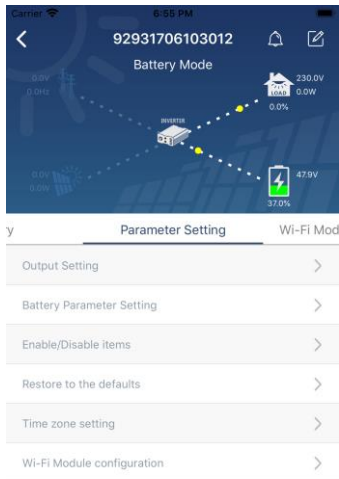 Carrier 6:55 PM
92931706103012
Battery Mode
0.0V
0.0Hz
230.0V
0.0W
LOAD
0.0%
INVERTER
0.0V
0.0W
47.9V
37.0%
ry Parameter Setting Wi-Fi Mod
Output Setting
Battery Parameter Setting
Enable/Disable items
Restore to the defaults
Time zone setting
Wi-Fi Module configuration